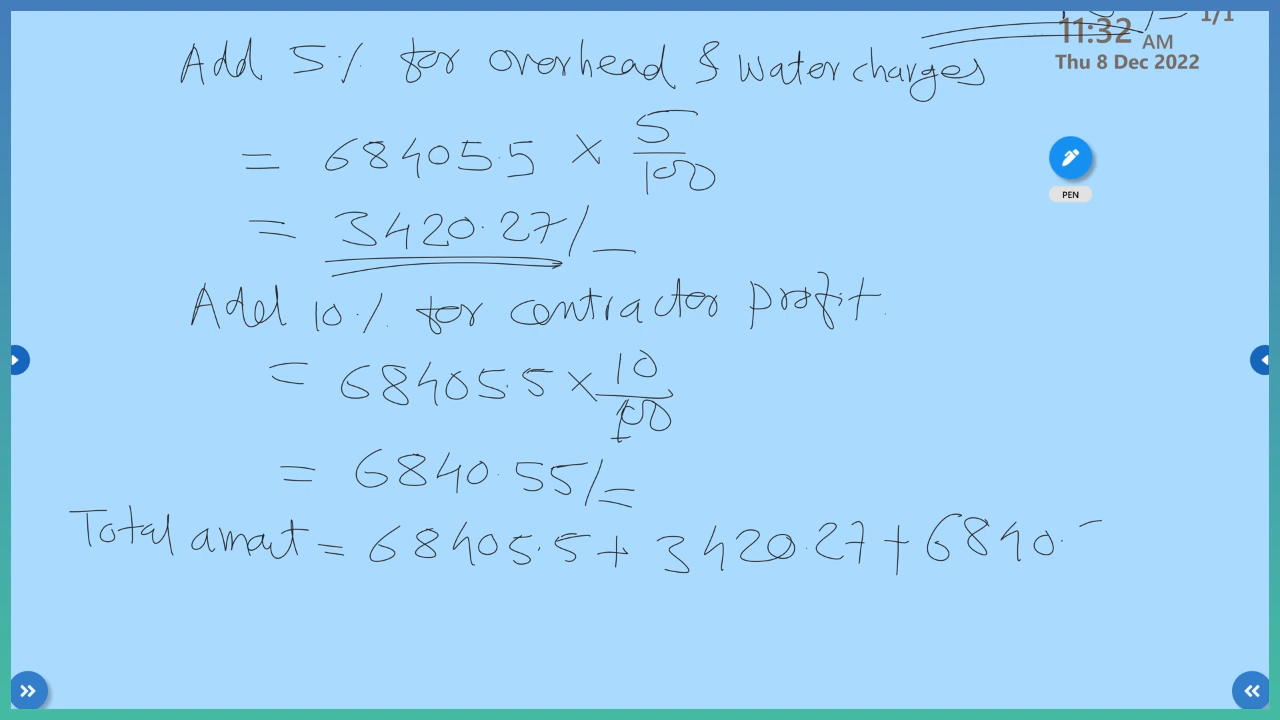 1/1
11:32 AM
Thu 8 Dec 2022
Add 5% for overhead & water charges
= 68405.5 × 5/100
= 3420.27/_
PEN
Add 10% for contractor profit.
= 68405.5 × 10/100
= 6840.55/=
Total amout = 68405.5 + 3420.27 + 6840.